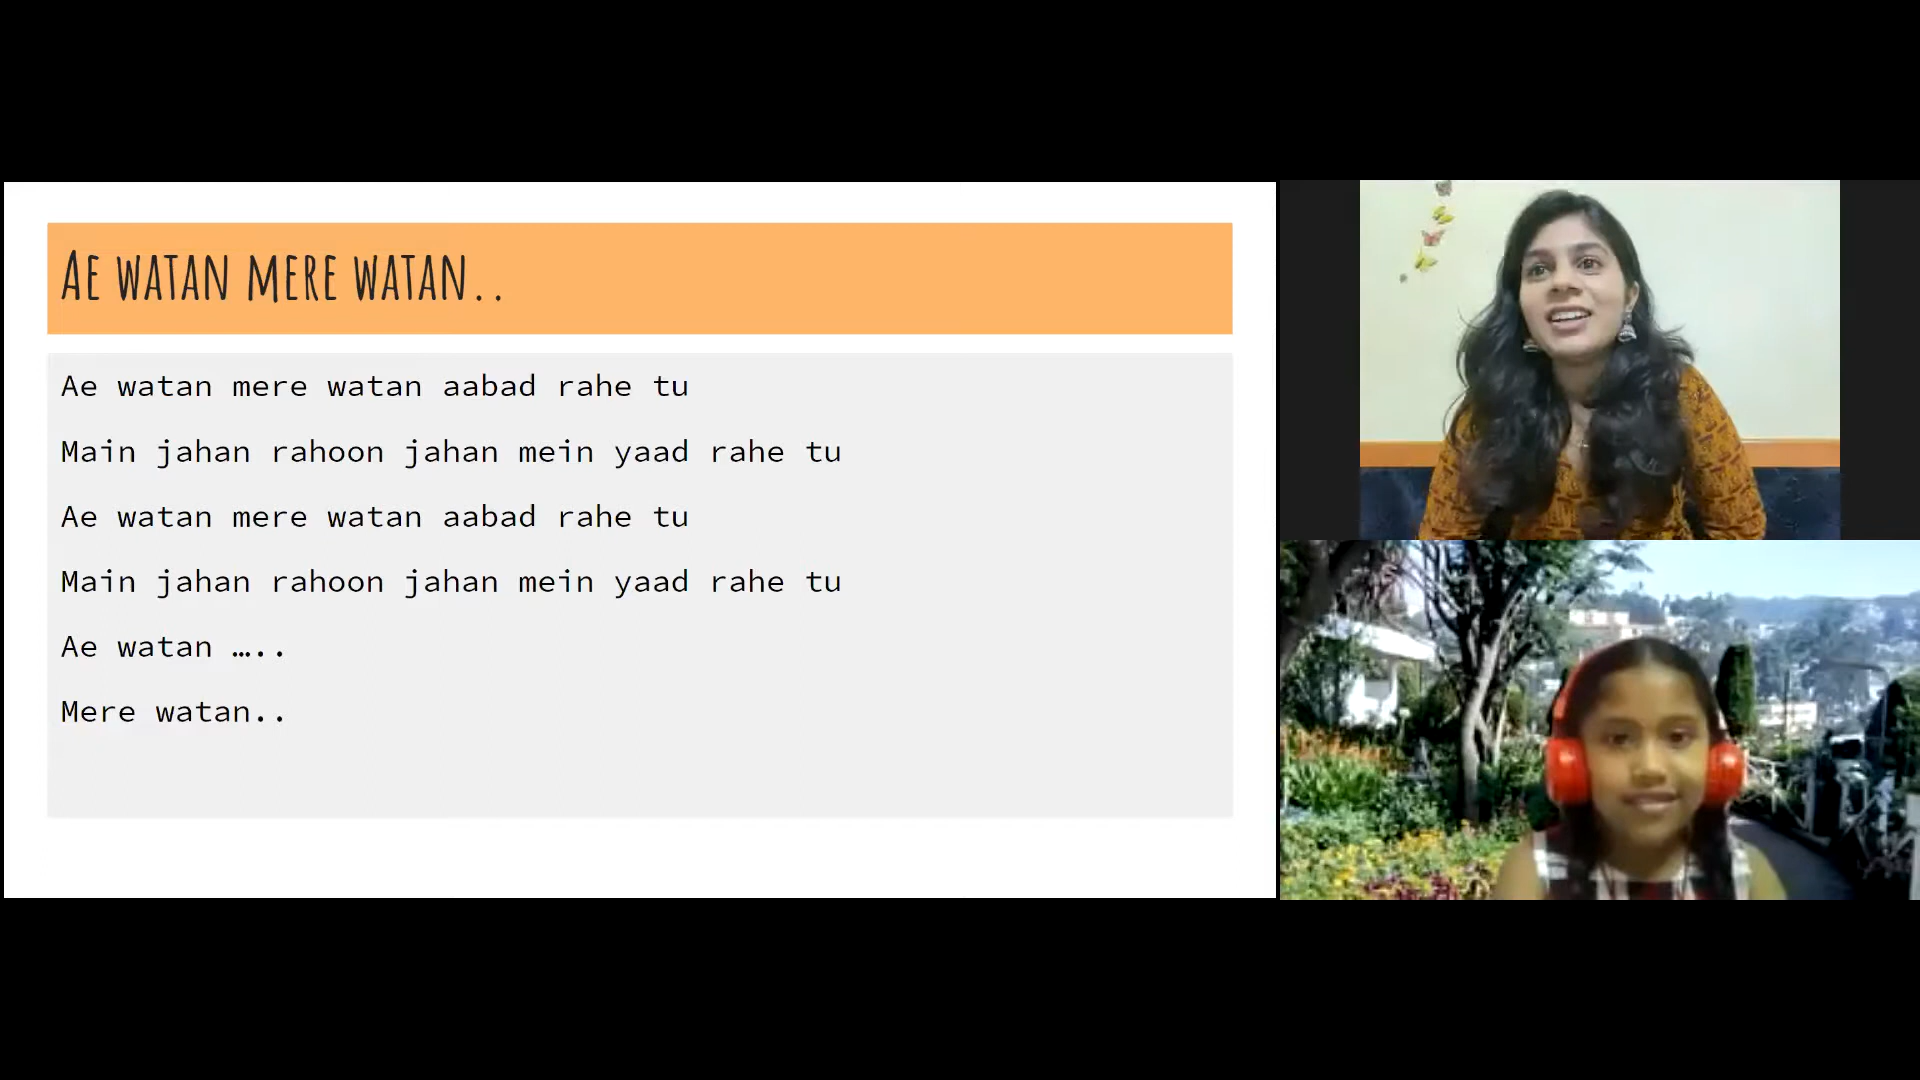 Ae watan mere watan..
Ae watan mere watan aabad rahe tu
Main jahan rahoon jahan mein yaad rahe tu
Ae watan mere watan aabad rahe tu
Main jahan rahoon jahan mein yaad rahe tu
Ae watan …..
Mere watan..